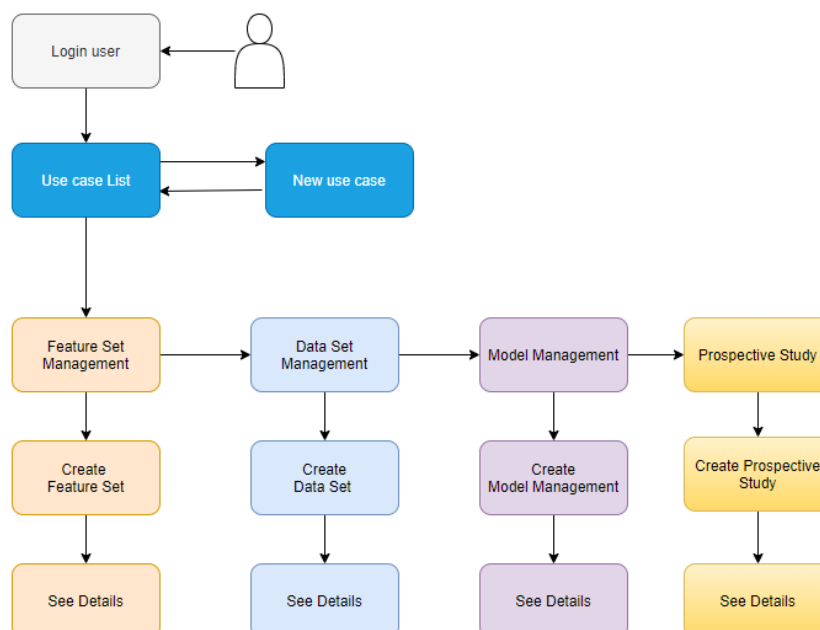 Login user
Use case List
New use case
Feature Set
Management
Data Set
Management
Model Management
Prospective Study
Create
Feature Set
Create
Data Set
Create
Model Management
Create Prospective
Study
See Details
See Details
See Details
See Details